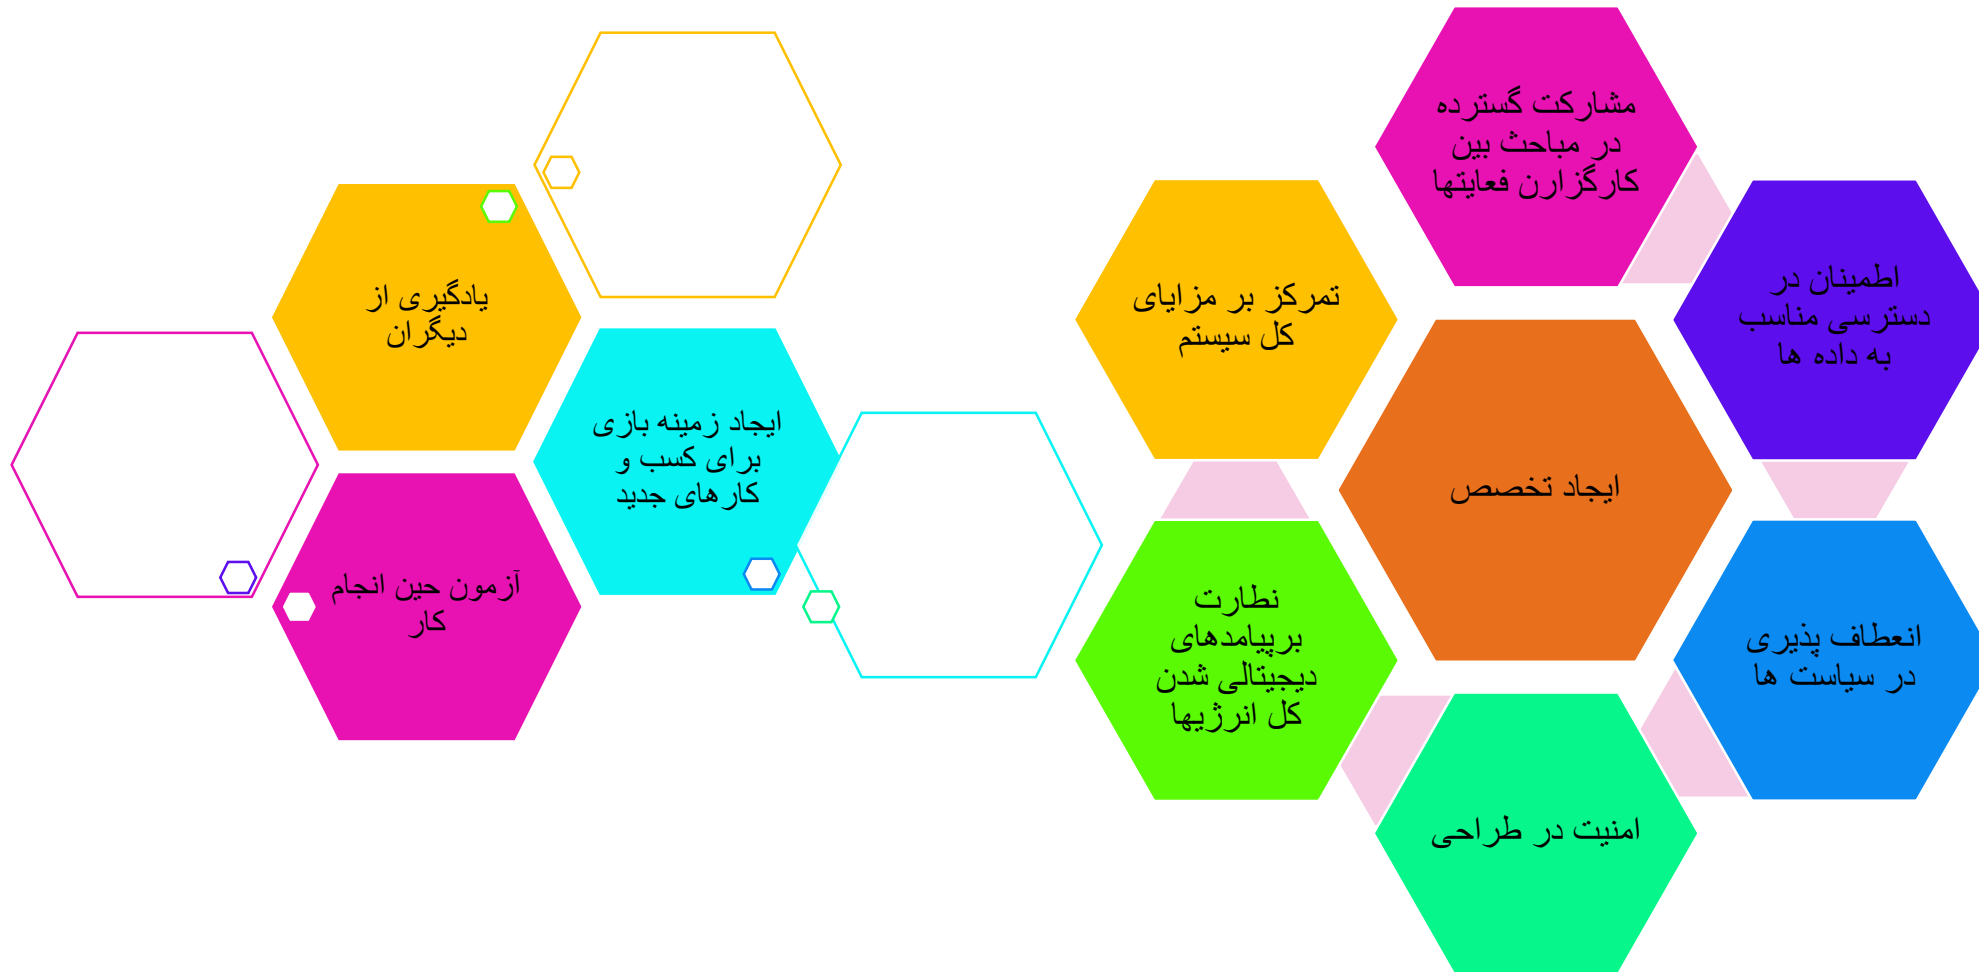 مشارکت گسترده
در مباحث بین
کارگزارن فعایتها
اطمینان در
دسترسی مناسب
به داده ها
تمرکز بر مزایای
کل سیستم
ایجاد تخصص
انعطاف پذیری
در سیاست ها
نطارت
برپیامدهای
دیجیتالی شدن
کل انرژیها
امنیت در طراحی
یادگیری از
دیگران
ایجاد زمینه بازی
برای کسب و
کارهای جدید
آزمون حین انجام
کار